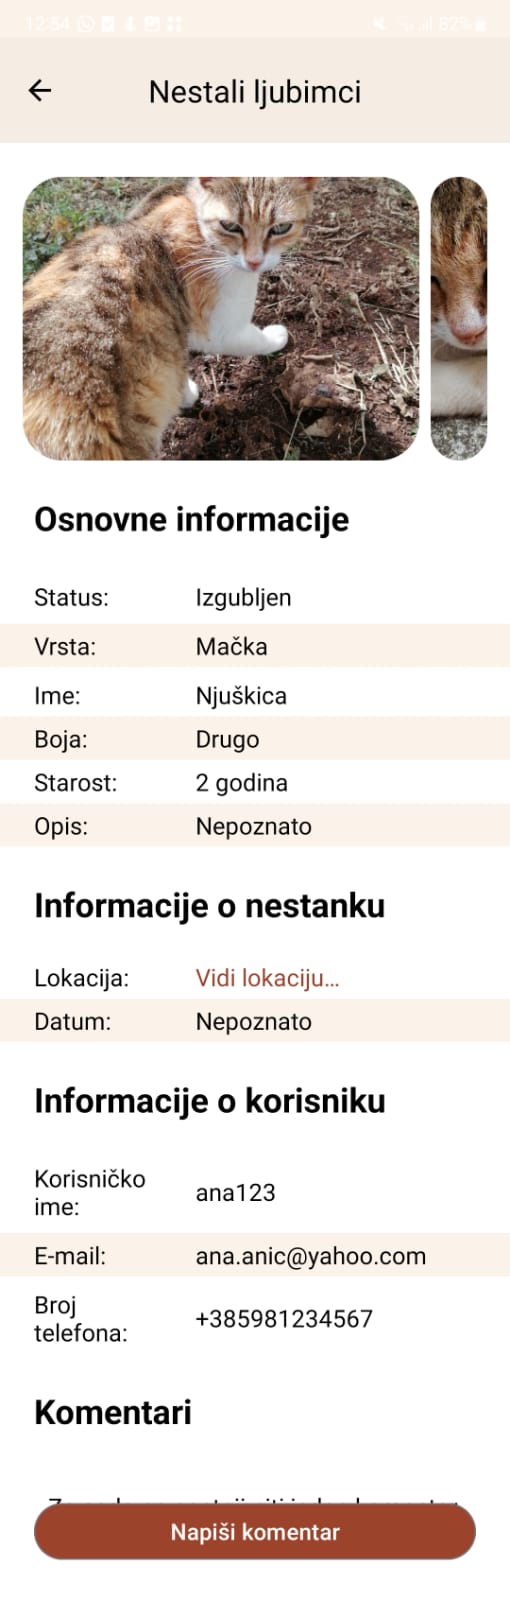 12:54
82%
Nestali ljubimci
Osnovne informacije
Status: Izgubljen
Vrsta: Mačka
Ime: Njuškica
Boja: Drugo
Starost: 2 godina
Opis: Nepoznato
Informacije o nestanku
Lokacija: Vidi lokaciju...
Datum: Nepoznato
Informacije o korisniku
Korisničko
ime: ana123
E-mail: ana.anic@yahoo.com
Broj
telefona: +385981234567
Komentari
Napiši komentar